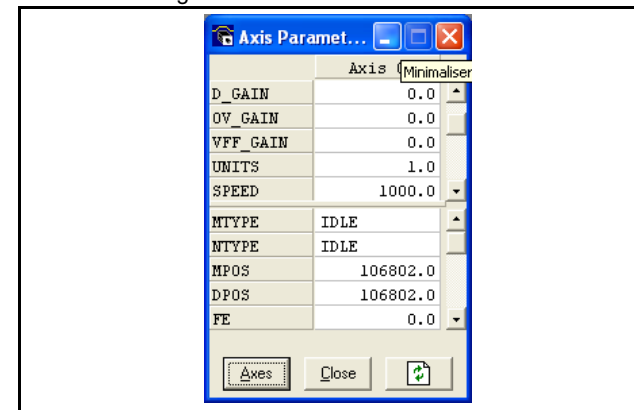 Axis Paramet...
Axis (
Minimaliser
D_GAIN 0.0
OV_GAIN 0.0
VFF_GAIN 0.0
UNITS 1.0
SPEED 1000.0
MTYPE IDLE
NTYPE IDLE
MPOS 106802.0
DPOS 106802.0
FE 0.0
Axes Close